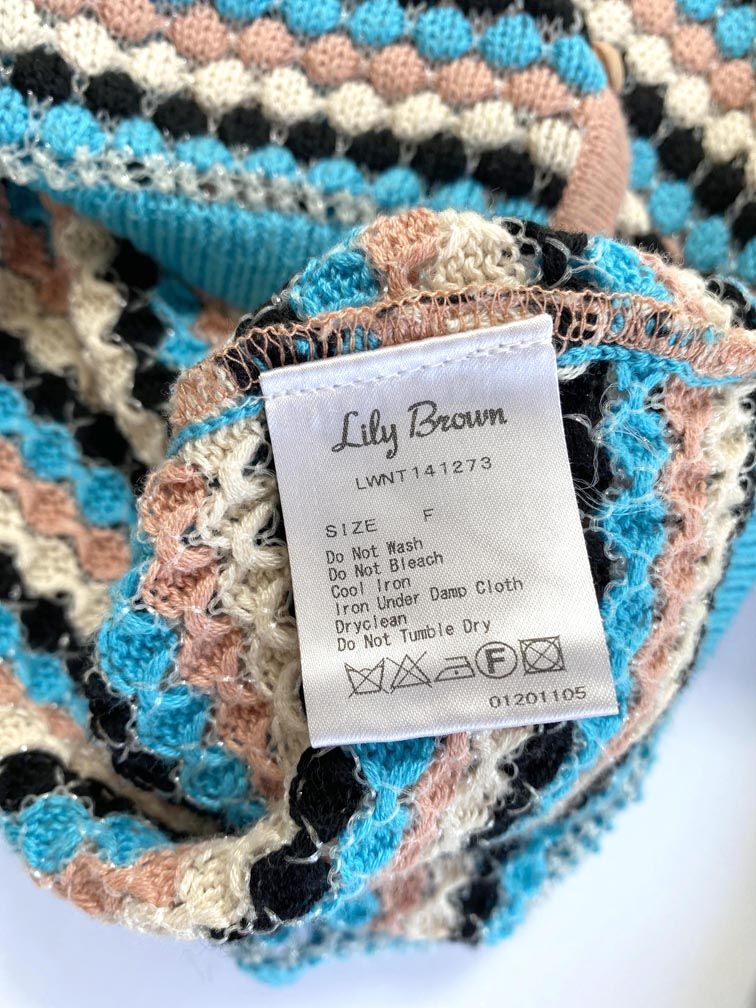 Lily Brown
LWNT141273
SIZE F
Do Not Wash
Do Not Bleach
Cool Iron
Iron Under Damp Cloth
Dryclean
Do Not Tumble Dry
F
01201105